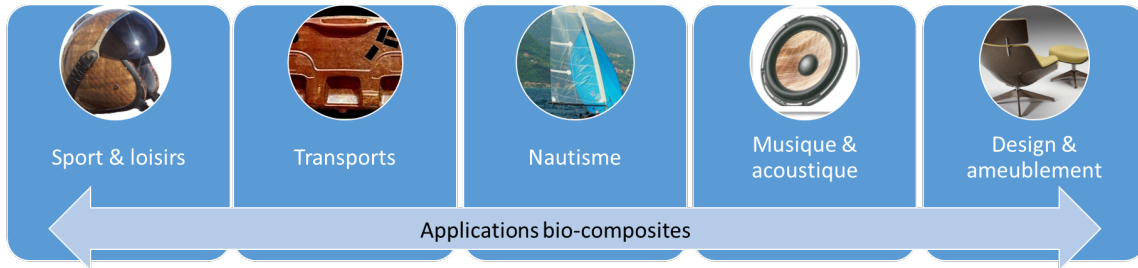 Sport & loisirs
Transports
Nautisme
Musique &
acoustique
Design &
ameublement
Applications bio-composites